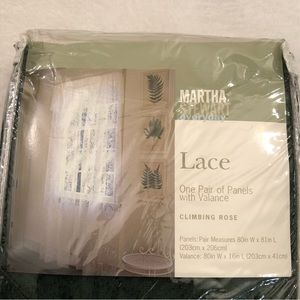 MARTHA
STEWART
everyday
Lace
One Pair of Panels
with Valance
CLIMBING ROSE
Panels: Pair Measures 80in W x 81in L
(203cm x 206cm)
Valance: 80in W x 16in L (203cm x 41cm)